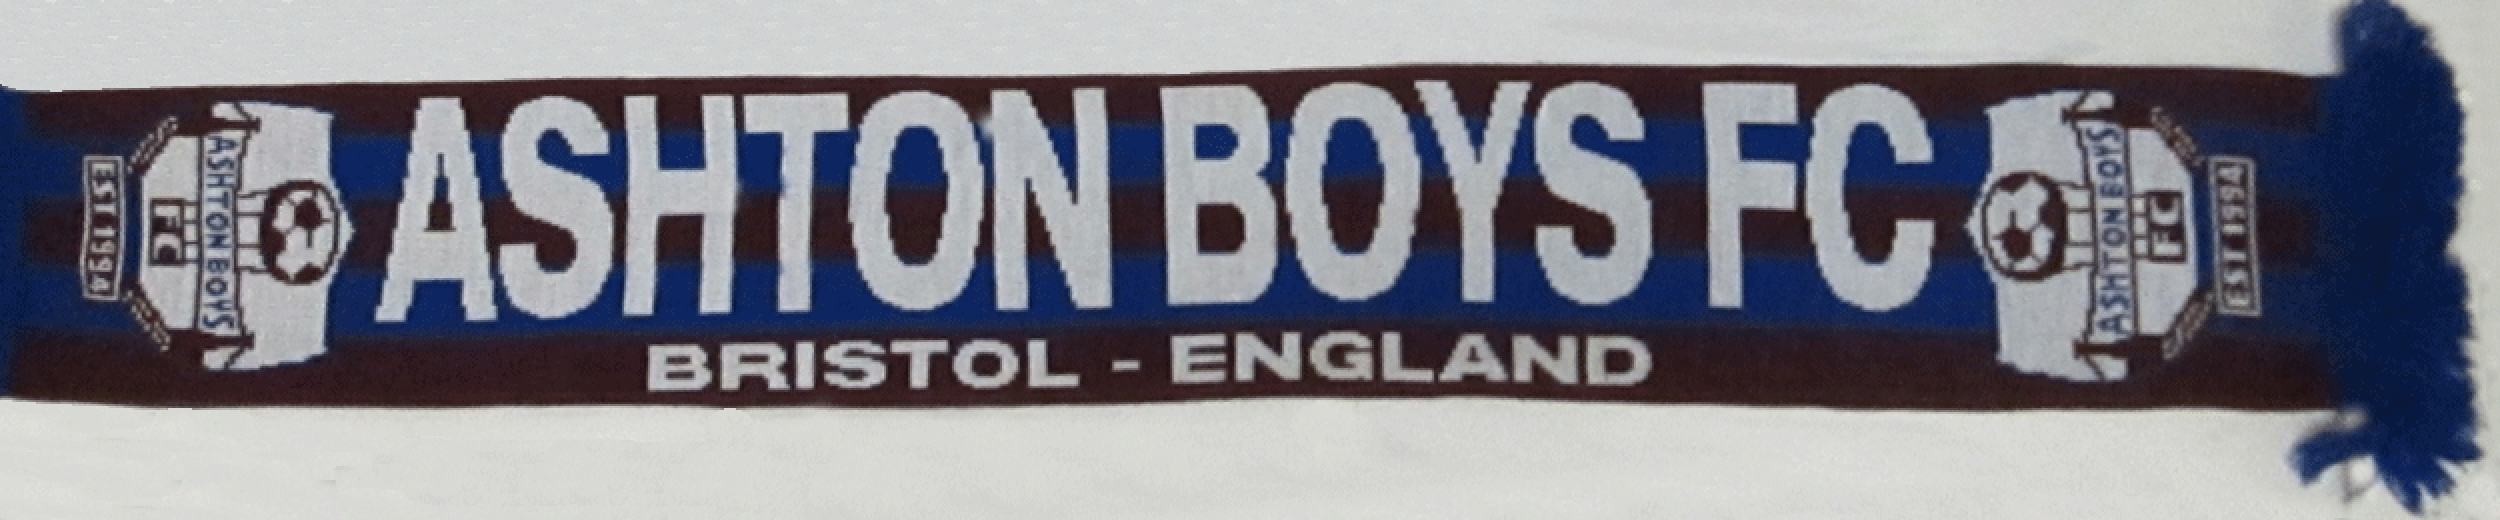 ASHTON BOYS FC
BRISTOL - ENGLAND
ASHTON BOYS
FC
EST 1994
ASHTON BOYS
FC
EST 1994